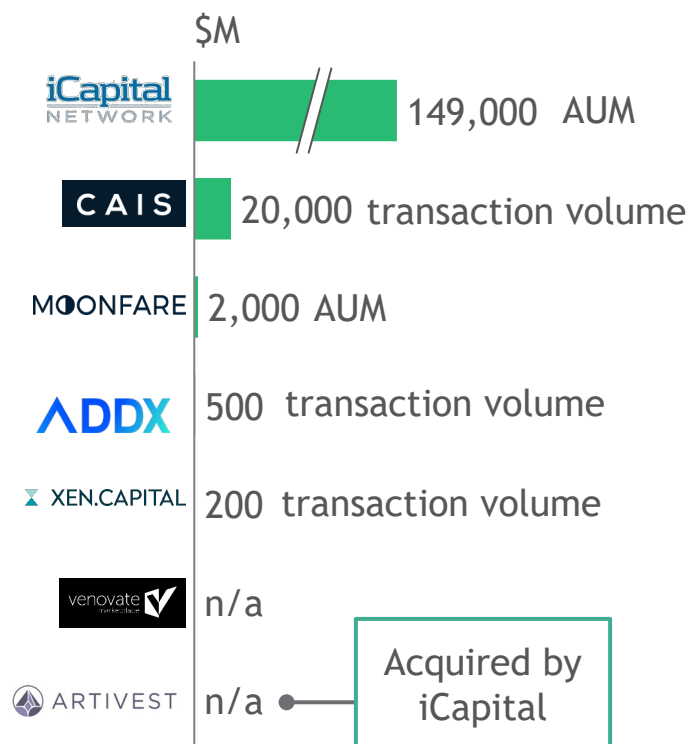 $M
iCapital
NETWORK
149,000 AUM
CAIS
20,000 transaction volume
MOONFARE
2,000 AUM
ADDX
500 transaction volume
XEN.CAPITAL
200 transaction volume
venovate
marketplace
n/a
ARTIVEST
n/a
Acquired by
iCapital